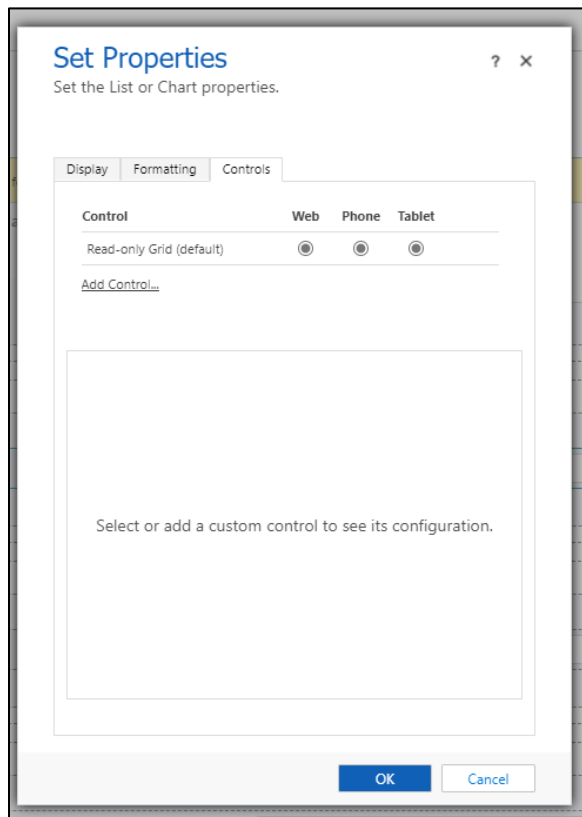 Set Properties
? ×
Set the List or Chart properties.
Display Formatting Controls
Control Web Phone Tablet
Read-only Grid (default)
Add Control...
Select or add a custom control to see its configuration.
OK Cancel